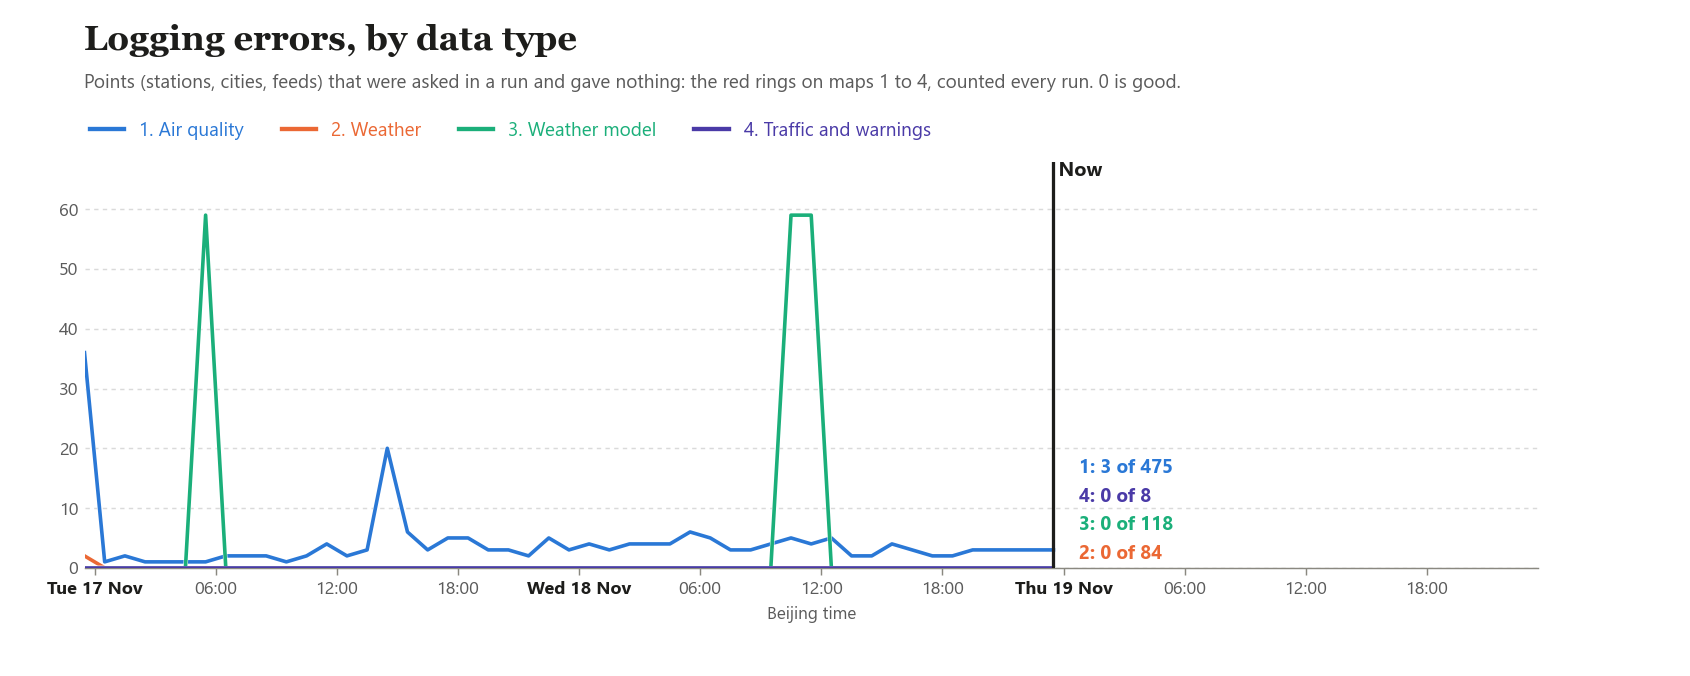 Logging errors, by data type
Points (stations, cities, feeds) that were asked in a run and gave nothing: the red rings on maps 1 to 4, counted every run. 0 is good.
1. Air quality 2. Weather 3. Weather model 4. Traffic and warnings
Now
60
50
40
30
20
10
0
1: 3 of 475
4: 0 of 8
3: 0 of 118
2: 0 of 84
Tue 17 Nov 06:00 12:00 18:00 Wed 18 Nov 06:00 12:00 18:00 Thu 19 Nov 06:00 12:00 18:00
Beijing time